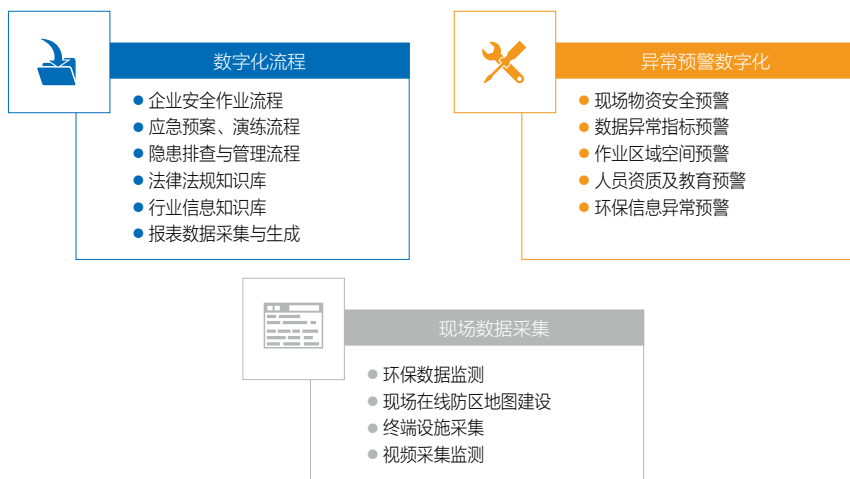 数字化流程
企业安全作业流程
应急预案、演练流程
隐患排查与管理流程
法律法规知识库
行业信息知识库
报表数据采集与生成
异常预警数字化
现场物资安全预警
数据异常指标预警
作业区域空间预警
人员资质及教育预警
环保信息异常预警
现场数据采集
环保数据监测
现场在线防区地图建设
终端设施采集
视频采集监测